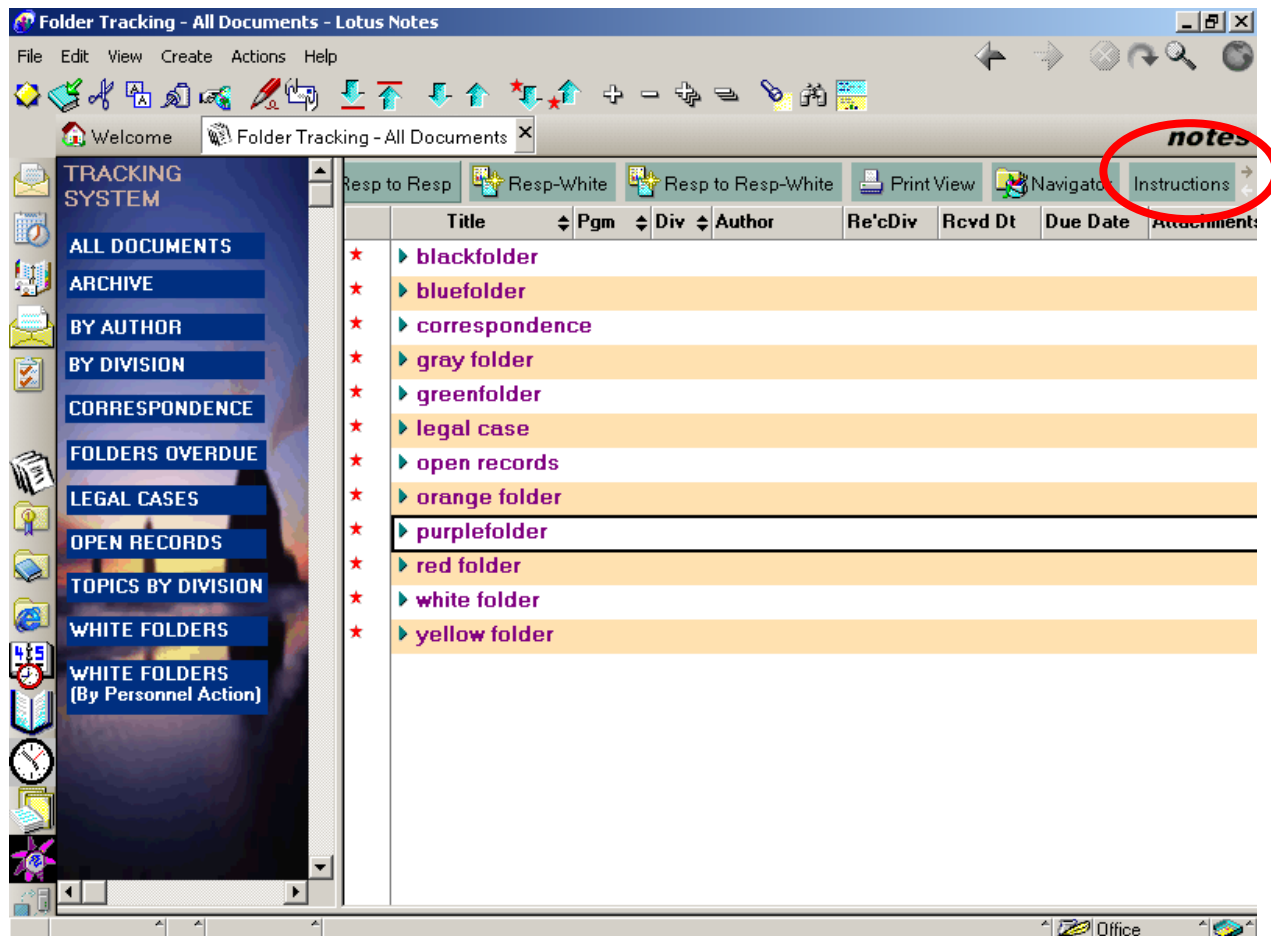 Folder Tracking - All Documents - Lotus Notes
File Edit View Create Actions Help
Welcome Folder Tracking - All Documents notes
TRACKING
SYSTEM
ALL DOCUMENTS
ARCHIVE
BY AUTHOR
BY DIVISION
CORRESPONDENCE
FOLDERS OVERDUE
LEGAL CASES
OPEN RECORDS
TOPICS BY DIVISION
WHITE FOLDERS
WHITE FOLDERS
(By Personnel Action)
Resp to Resp Resp-White Resp to Resp-White Print View Navigator Instructions
Title Pgm Div Author Re'cDiv Rcvd Dt Due Date Attachments
blackfolder
bluefolder
correspondence
gray folder
greenfolder
legal case
open records
orange folder
purplefolder
red folder
white folder
yellow folder
Office